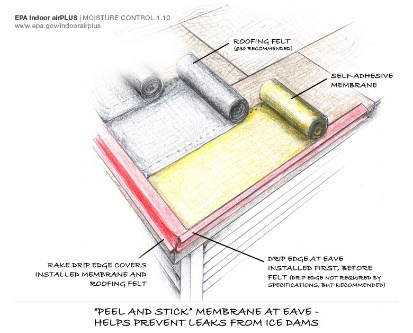 EPA Indoor airPLUS | MOISTURE CONTROL 1.10
www.epa.gov/indoorairplus
ROOFING FELT
(#30 RECOMMENDED)
SELF-ADHESIVE
MEMBRANE
RAKE DRIP EDGE COVERS
INSTALLED MEMBRANE AND
ROOFING FELT
DRIP EDGE AT EAVE
INSTALLED FIRST, BEFORE
FELT (DRIP EDGE NOT REQUIRED BY
SPECIFICATIONS, BUT RECOMMENDED)
"PEEL AND STICK" MEMBRANE AT EAVE -
HELPS PREVENT LEAKS FROM ICE DAMS